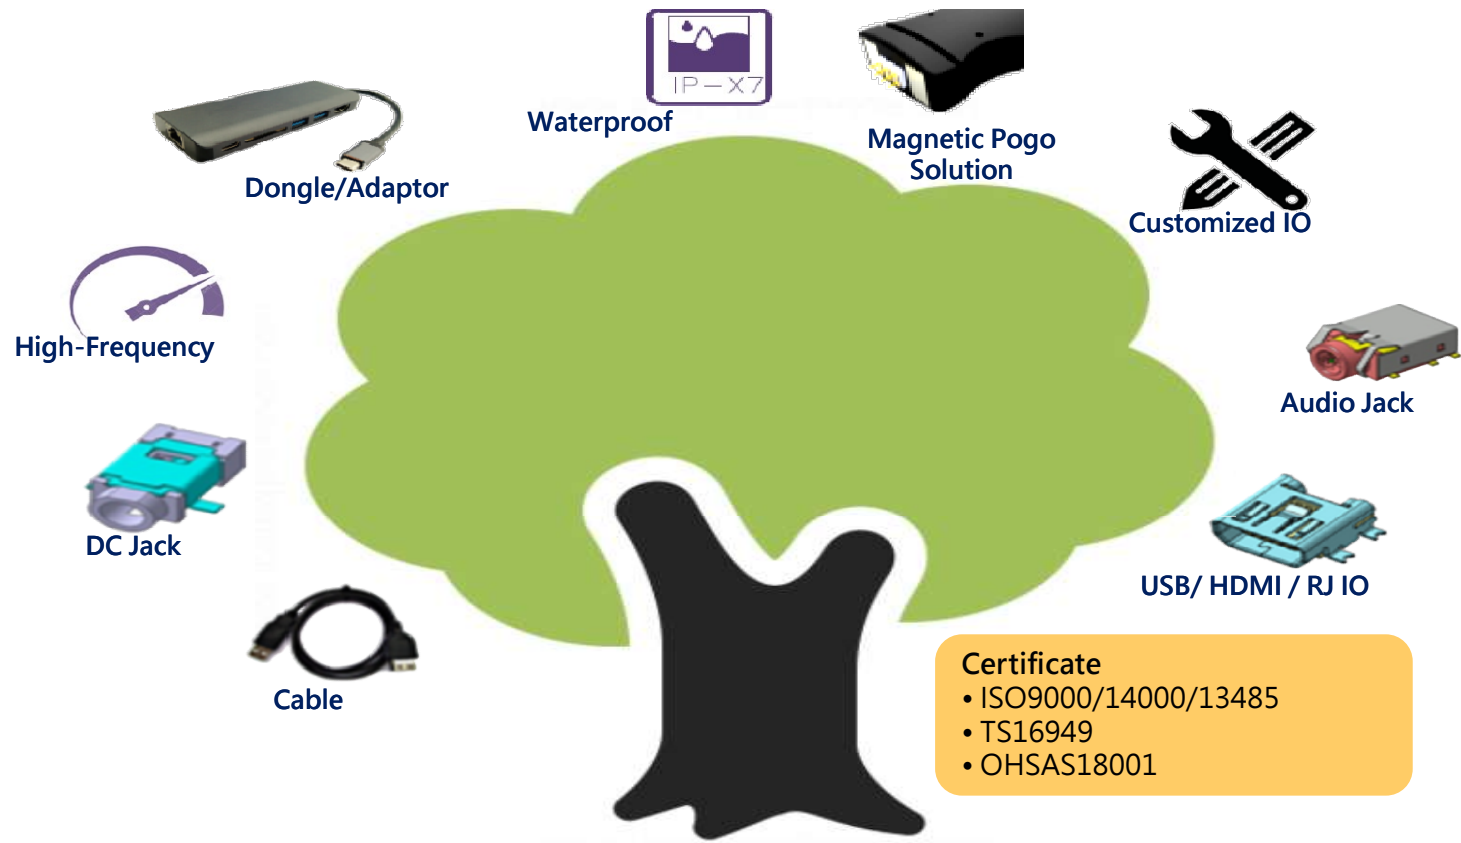 IP-X7
Waterproof
Magnetic Pogo
Solution
Dongle/Adaptor
Customized IO
High-Frequency
Audio Jack
DC Jack
USB/ HDMI / RJ IO
Cable
Certificate
• ISO9000/14000/13485
• TS16949
• OHSAS18001